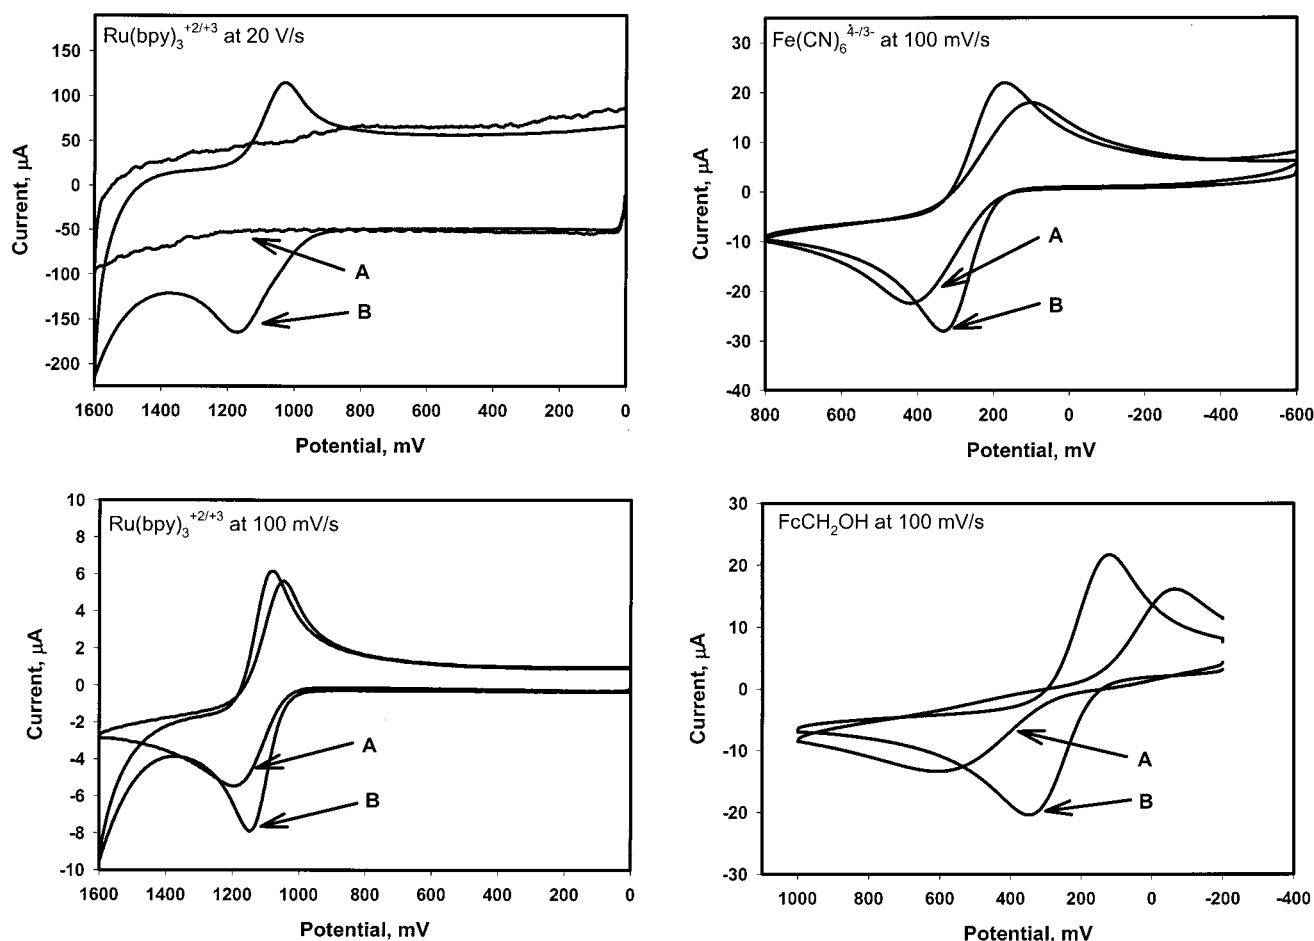 Ru(bpy)₃⁺²/⁺³ at 20 V/s
Current, µA
150
100
50
0
-50
-100
-150
-200
A
B
1600 1400 1200 1000 800 600 400 200 0
Potential, mV
Fe(CN)₆⁴⁻/³⁻ at 100 mV/s
Current, µA
30
20
10
0
-10
-20
-30
-40
A
B
800 600 400 200 0 -200 -400 -600
Potential, mV
Ru(bpy)₃⁺²/⁺³ at 100 mV/s
Current, µA
10
8
6
4
2
0
-2
-4
-6
-8
-10
A
B
1600 1400 1200 1000 800 600 400 200 0
Potential, mV
FcCH₂OH at 100 mV/s
Current, µA
30
20
10
0
-10
-20
-30
A
B
1000 800 600 400 200 0 -200 -400
Potential, mV